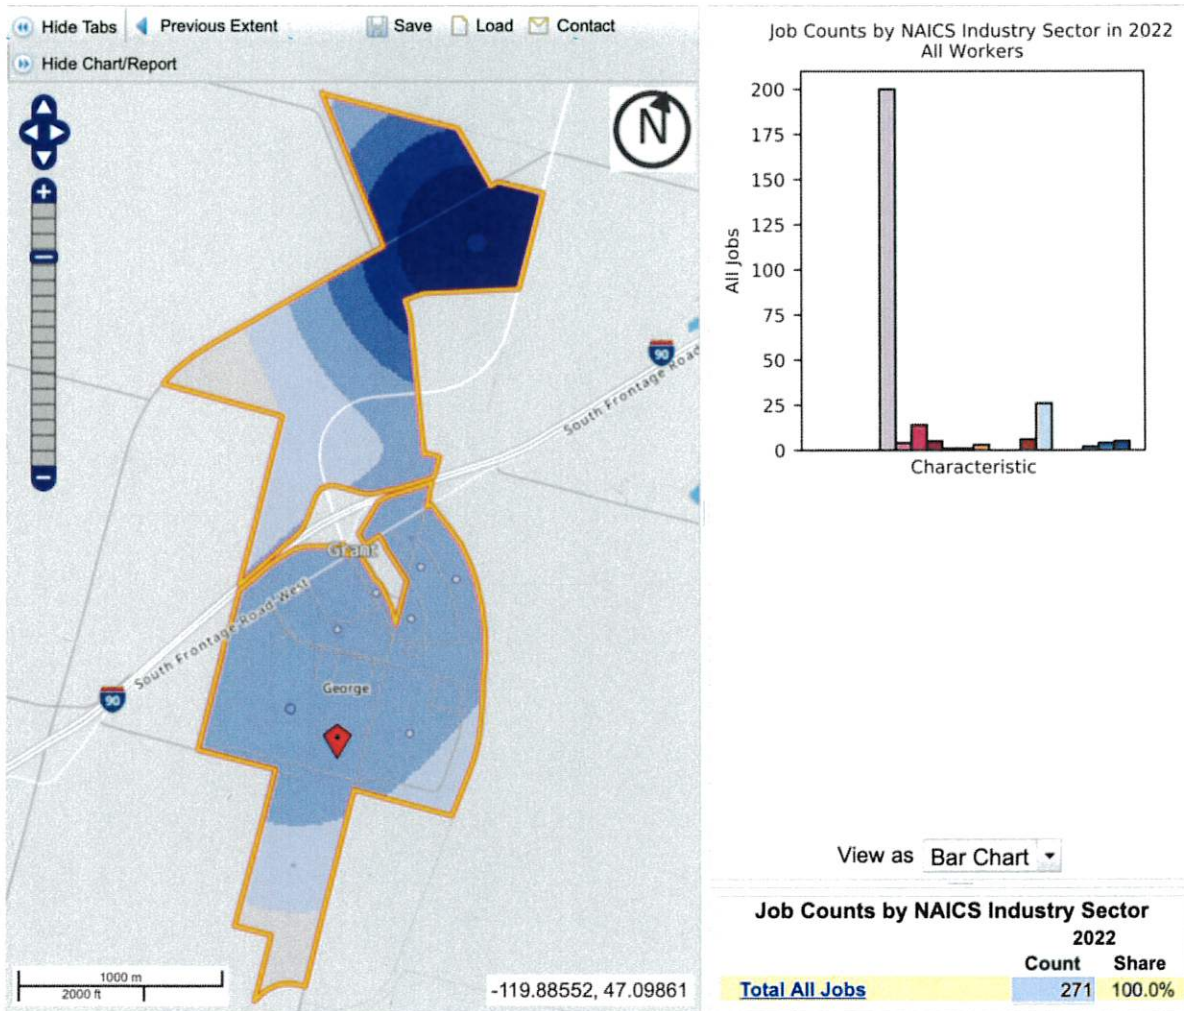 Hide Tabs Previous Extent Save Load Contact
Hide Chart/Report
N
90
South Frontage Road
Grant
South Frontage Road West
George
90
1000 m
2000 ft
-119.88552, 47.09861
Job Counts by NAICS Industry Sector in 2022
All Workers
200
175
150
125
100
75
50
25
0
All Jobs
Characteristic
View as Bar Chart
Job Counts by NAICS Industry Sector
2022
Count Share
Total All Jobs 271 100.0%